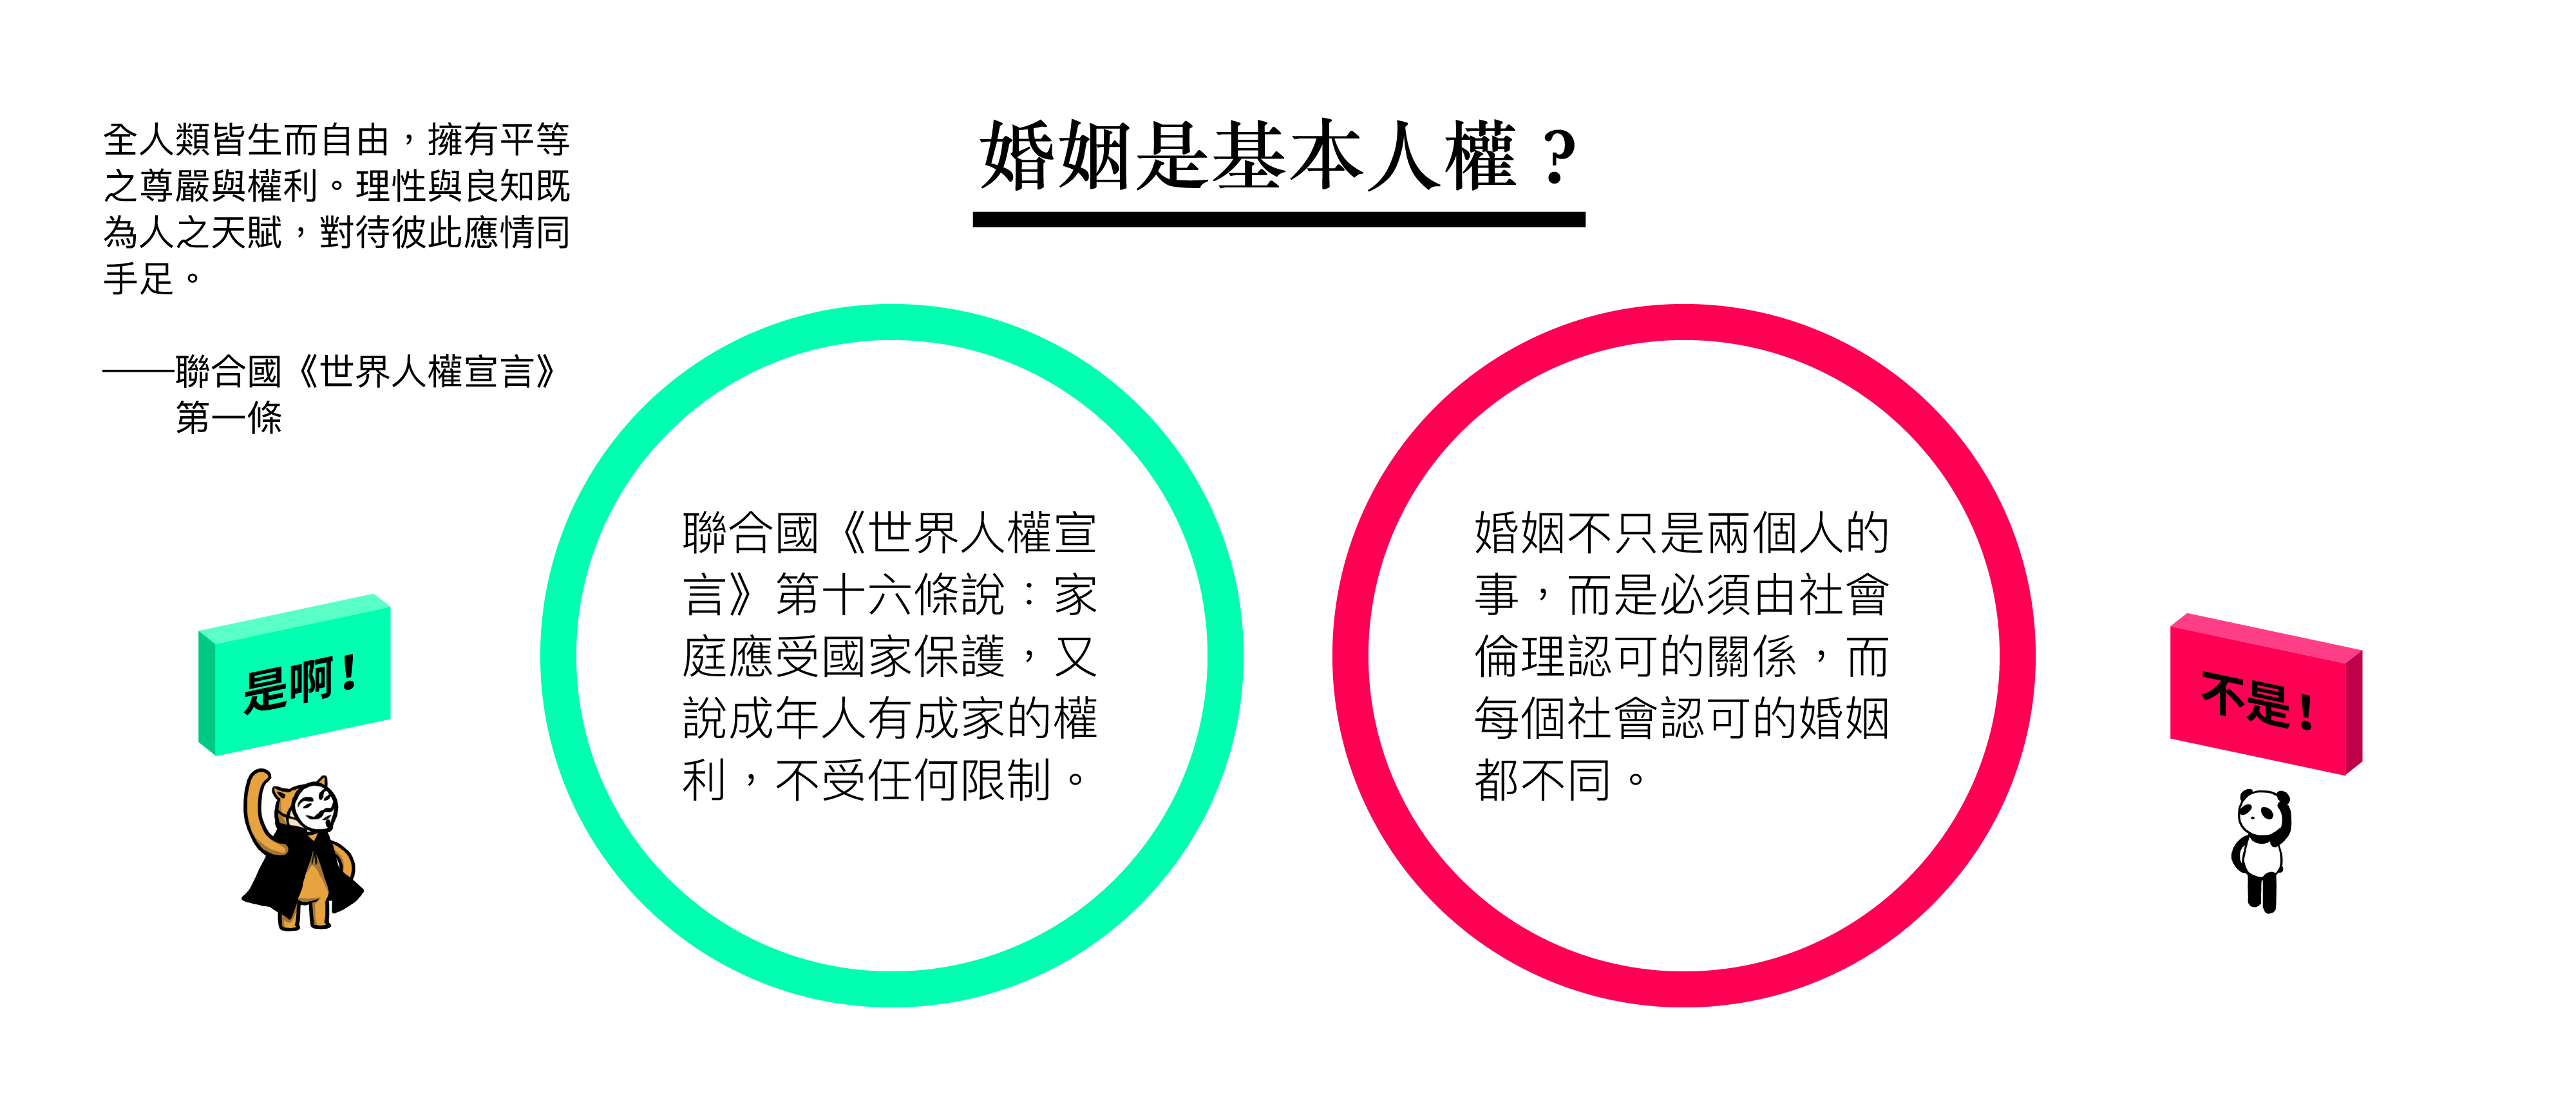 婚姻是基本人權？
全人類皆生而自由，擁有平等
之尊嚴與權利。理性與良知既
為人之天賦，對待彼此應情同
手足。
——聯合國《世界人權宣言》
第一條
是啊！
聯合國《世界人權宣
言》第十六條說：家
庭應受國家保護，又
說成年人有成家的權
利，不受任何限制。
婚姻不只是兩個人的
事，而是必須由社會
倫理認可的關係，而
每個社會認可的婚姻
都不同。
不是！